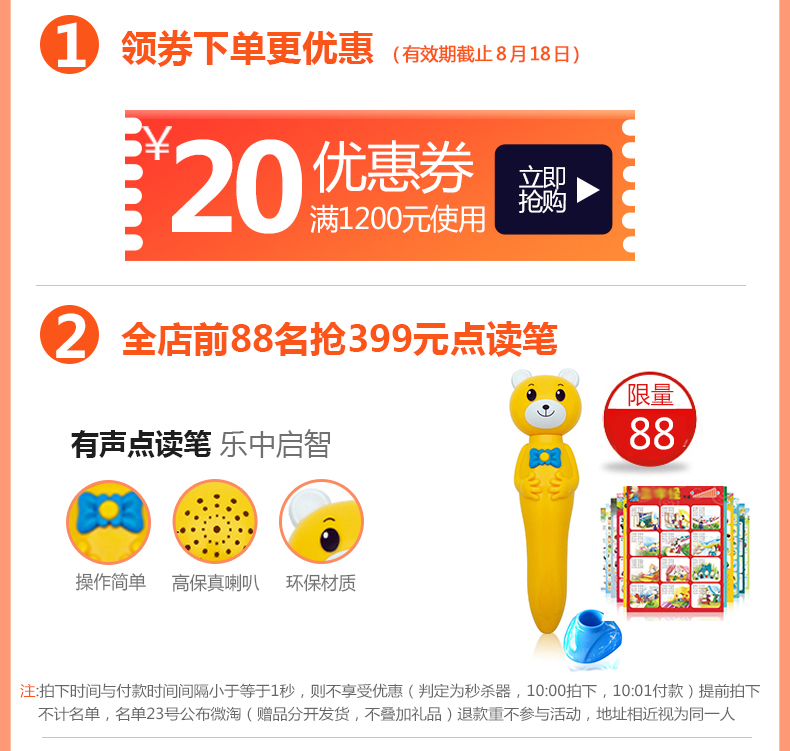 1 领券下单更优惠 (有效期截止8月18日)
¥20 优惠券
满1200元使用
立即
抢购
2 全店前88名抢399元点读笔
限量
88
有声点读笔 乐中启智
操作简单 高保真喇叭 环保材质
三字经
注:拍下时间与付款时间间隔小于等于1秒，则不享受优惠（判定为秒杀器，10:00拍下，10:01付款）提前拍下
不计名单，名单23号公布微淘（赠品分开发货，不叠加礼品）退款重不参与活动，地址相近视为同一人